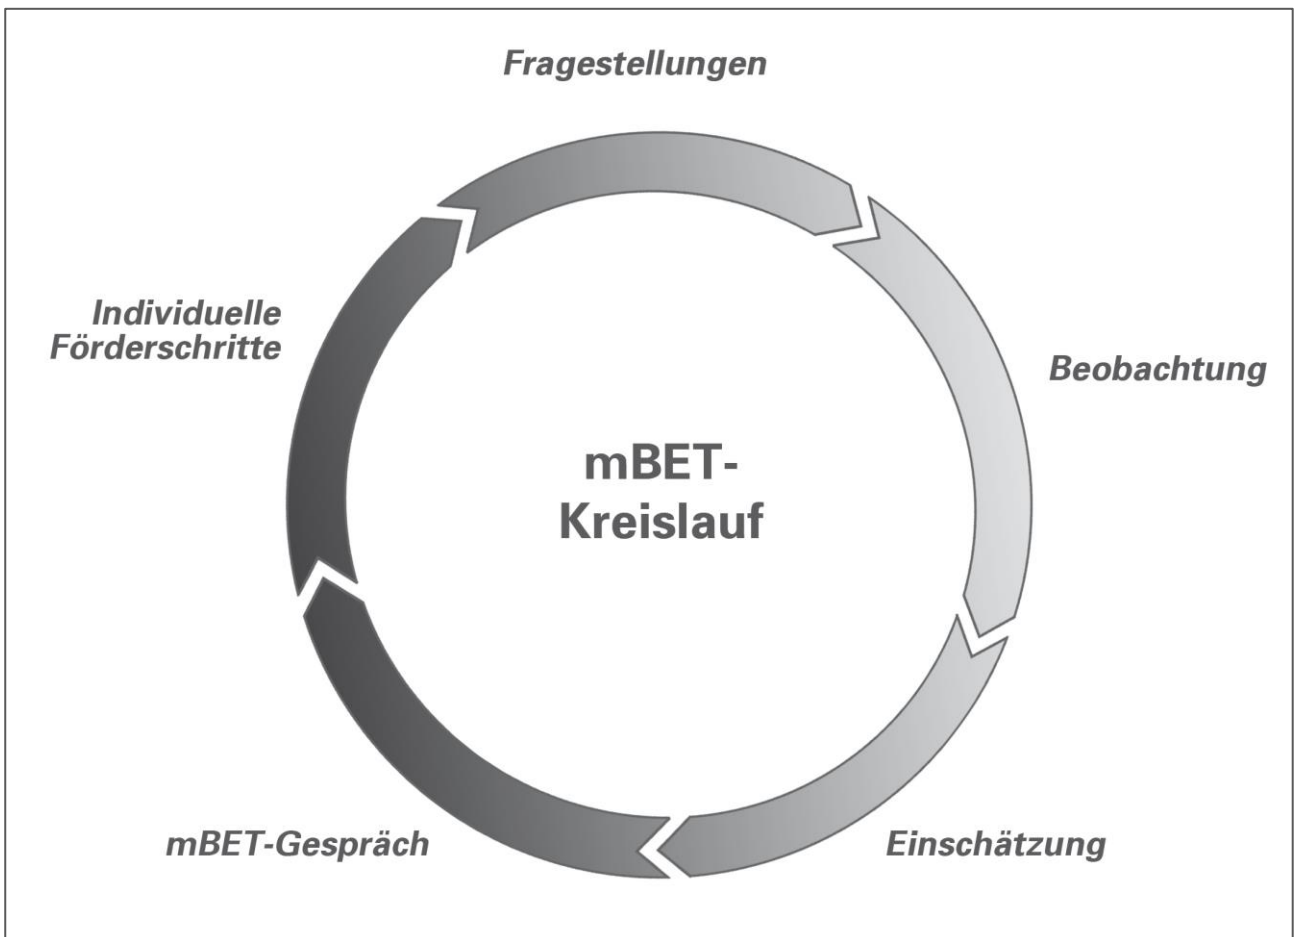 Fragestellungen
Individuelle
Förderschritte
Beobachtung
mBET-
Kreislauf
mBET-Gespräch
Einschätzung